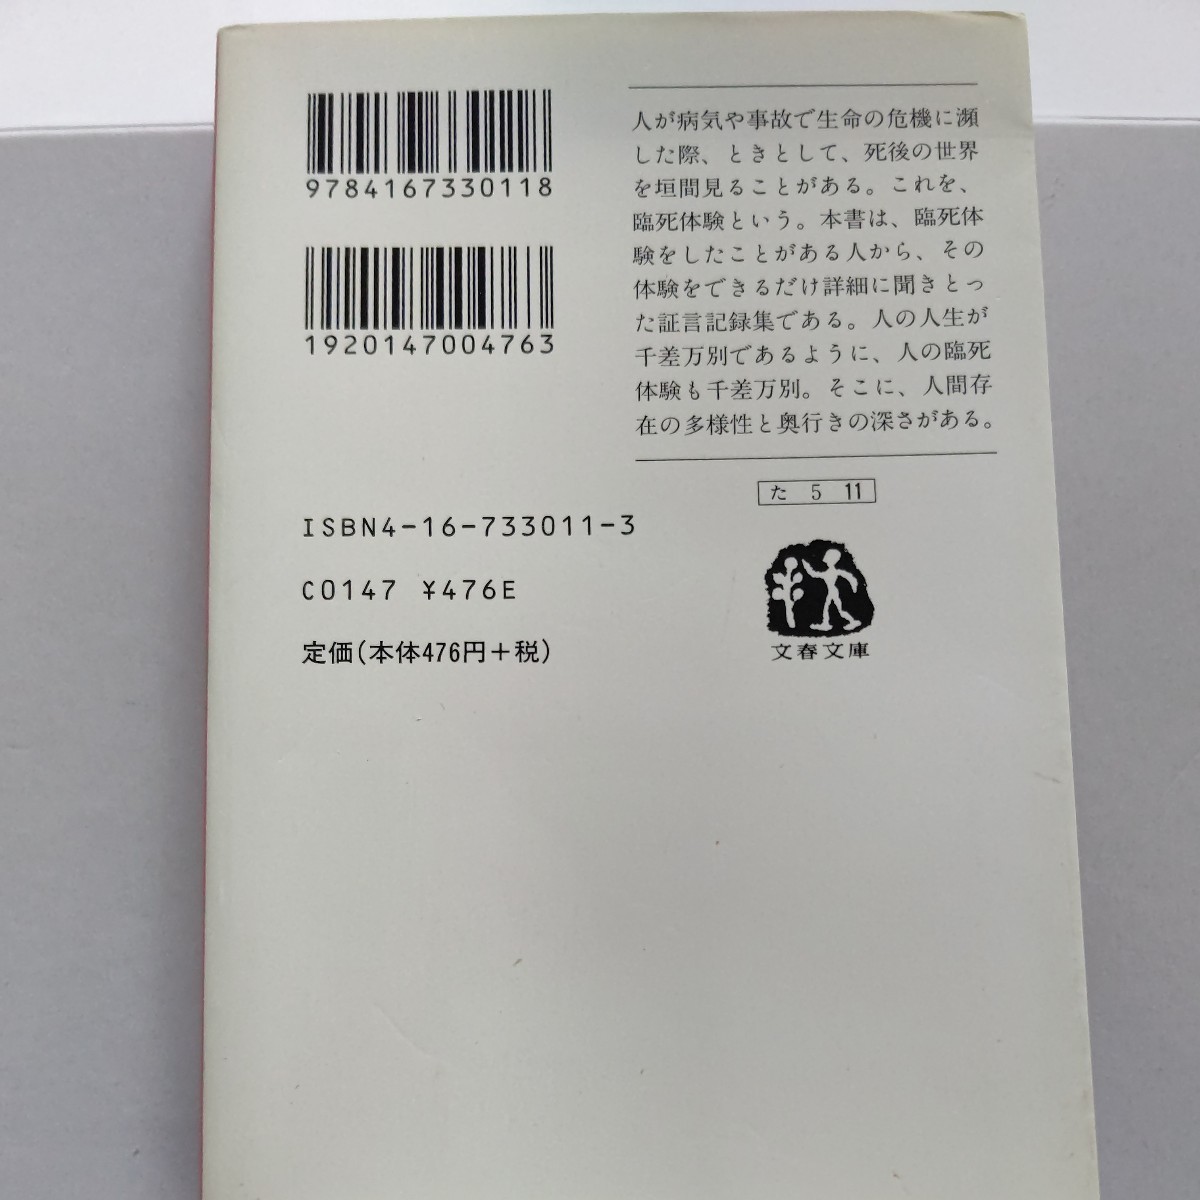 9784167330118
1920147004763
人が病気や事故で生命の危機に瀕
した際、ときとして、死後の世界
を垣間見ることがある。これを、
臨死体験という。本書は、臨死体
験をしたことがある人から、その
体験をできるだけ詳細に聞きとっ
た証言記録集である。人の人生が
千差万別であるように、人の臨死
体験も千差万別。そこに、人間存
在の多様性と奥行きの深さがある。
た 5 11
ISBN4-16-733011-3
C0147 ¥476E
定価(本体476円+税)
文春文庫